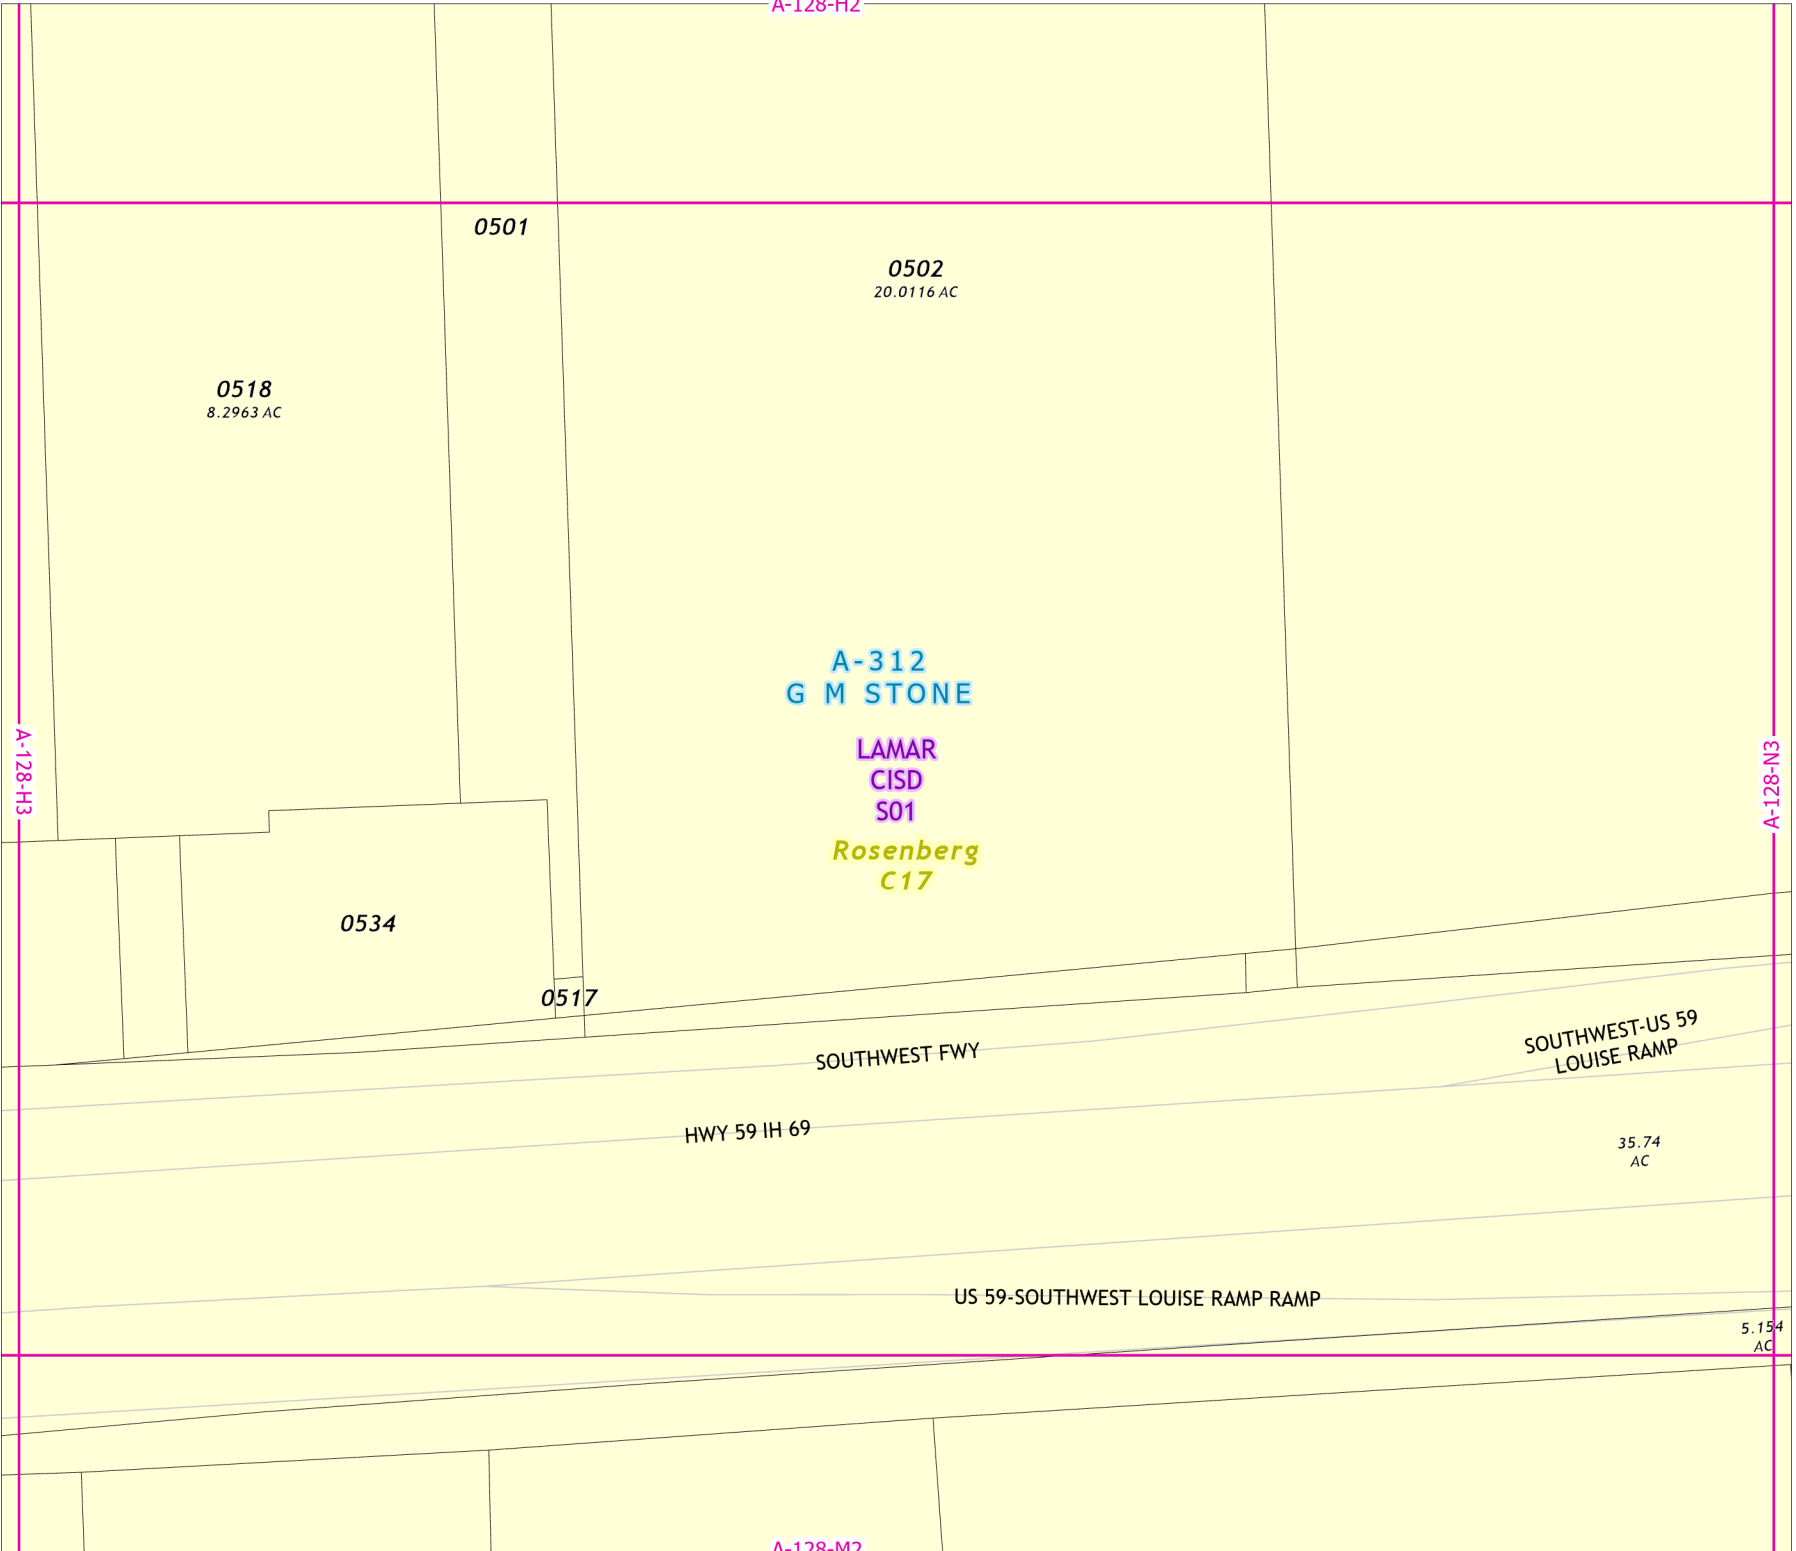 A-128-H2
0501
0502
20.0116 AC
0518
8.2963 AC
A-312
G M STONE
LAMAR
CISD
S01
Rosenberg
C17
A-128-H3
A-128-N3
0534
0517
SOUTHWEST FWY
SOUTHWEST-US 59
LOUISE RAMP
HWY 59 IH 69
35.74
AC
US 59-SOUTHWEST LOUISE RAMP RAMP
5.154
AC
A-128-M2